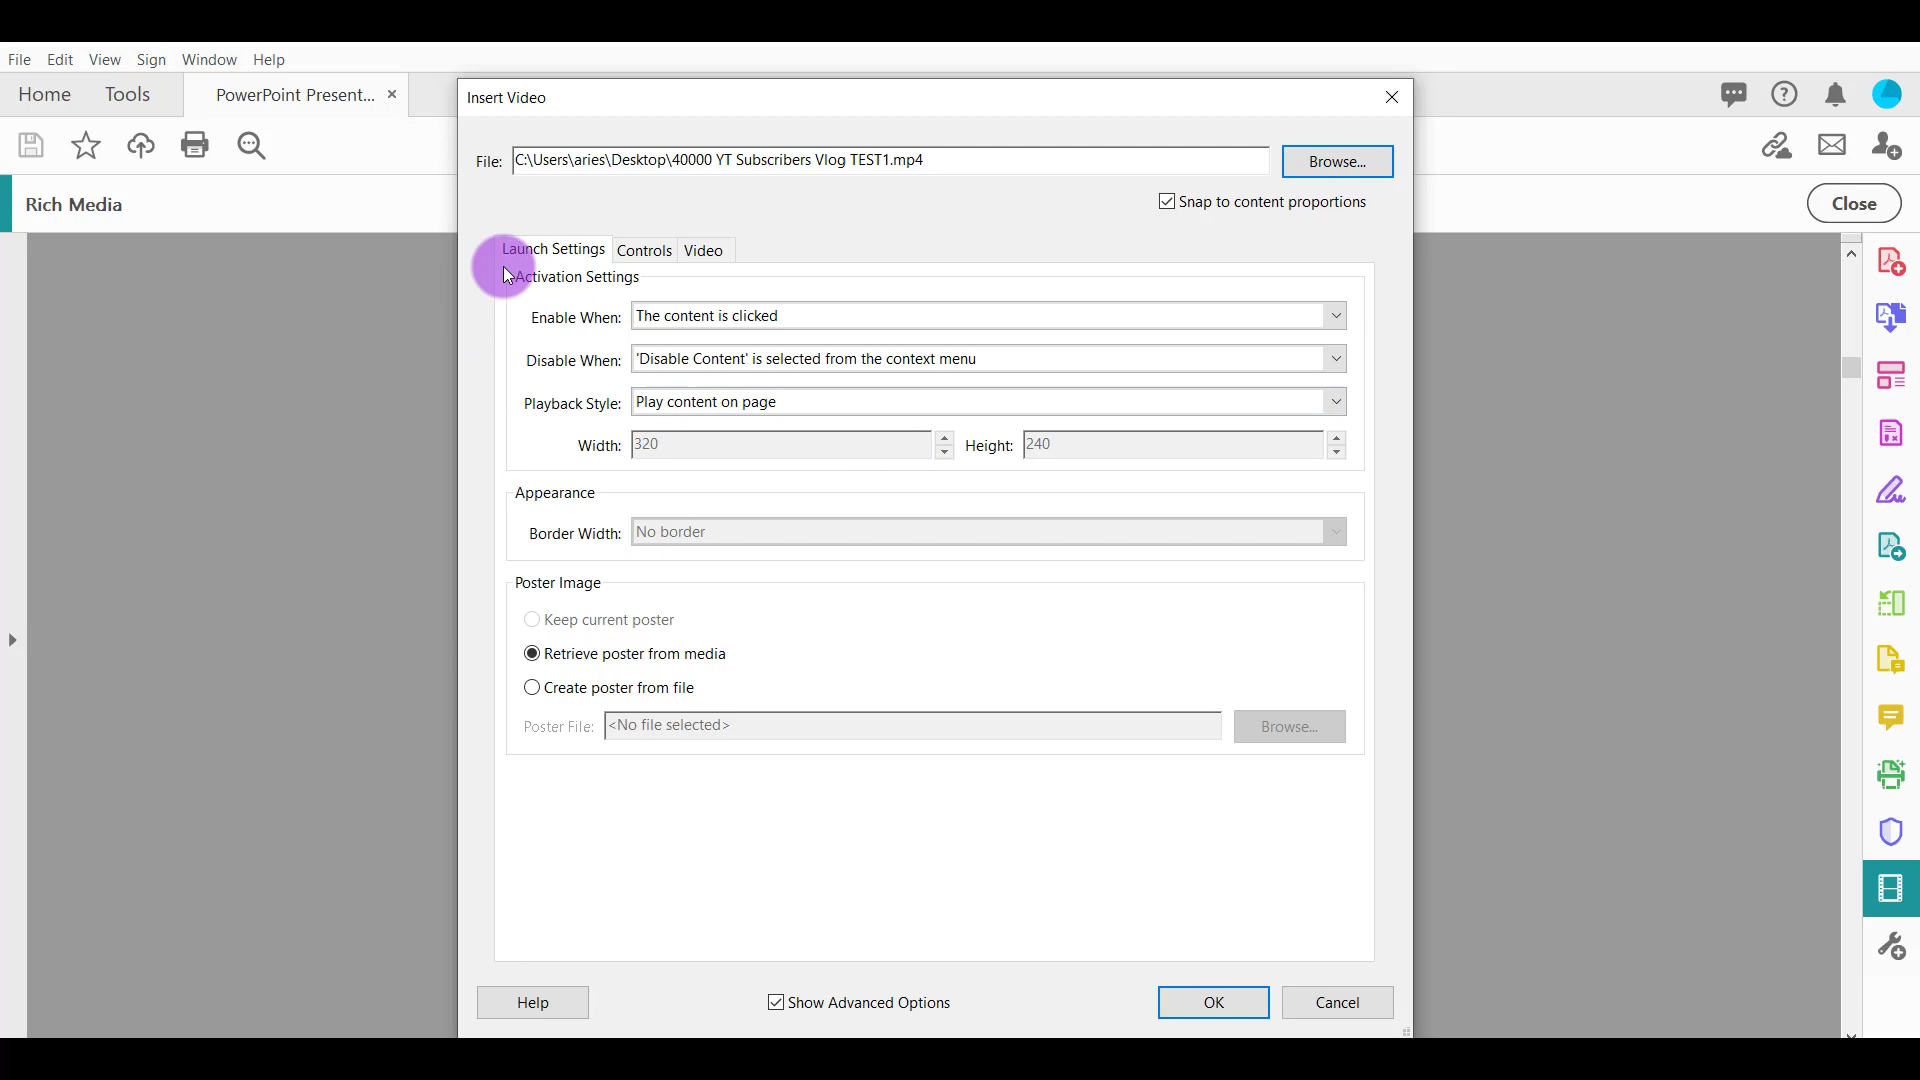 File Edit View Sign Window Help
Home Tools PowerPoint Present... ×
Rich Media
Close
Insert Video
File: C:\Users\aries\Desktop\40000 YT Subscribers Vlog TEST1.mp4 Browse...
Snap to content proportions
Launch Settings Controls Video
Activation Settings
Enable When: The content is clicked
Disable When: 'Disable Content' is selected from the context menu
Playback Style: Play content on page
Width: 320 Height: 240
Appearance
Border Width: No border
Poster Image
Keep current poster
Retrieve poster from media
Create poster from file
Poster File: <No file selected> Browse...
Help Show Advanced Options OK Cancel